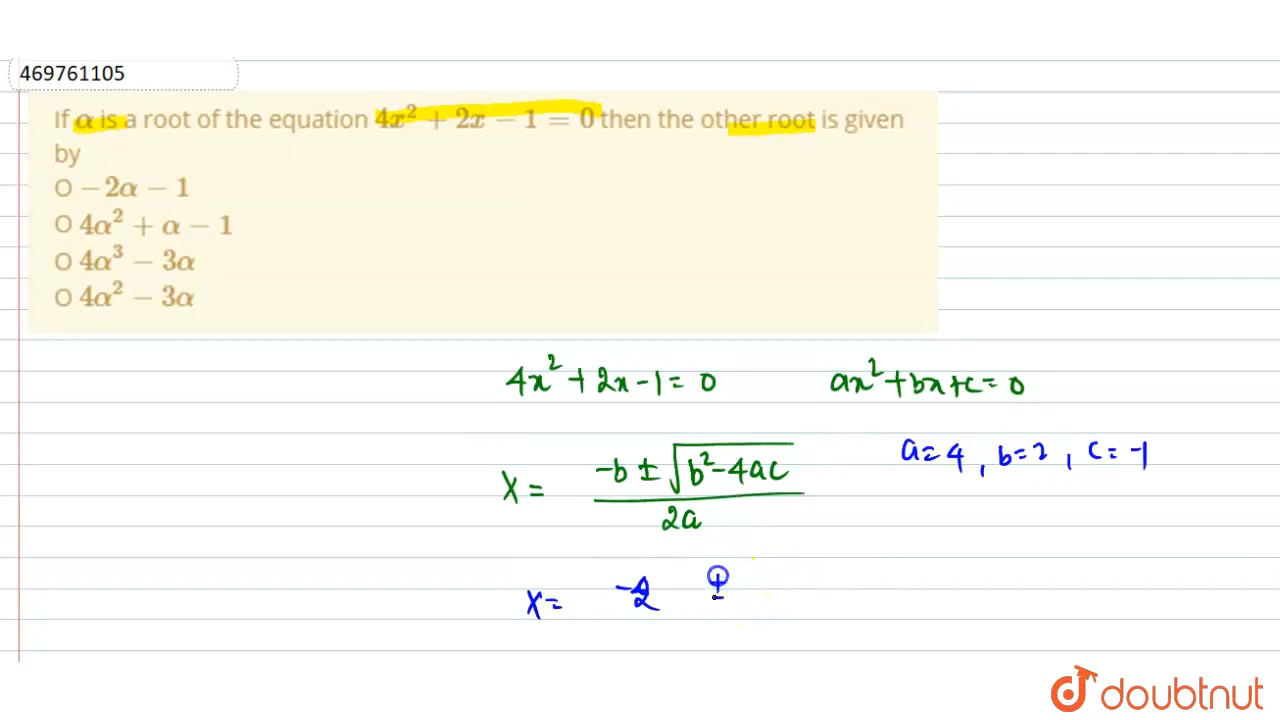 469761105
If α is a root of the equation 4x² + 2x − 1 = 0 then the other root is given
by
O −2α − 1
O 4α² + α − 1
O 4α³ − 3α
O 4α² − 3α
4x² + 2x − 1 = 0 ax² + bx + c = 0
x = (−b ± √(b² − 4ac)) / 2a a = 4, b = 2, c = −1
x = −2 ±
doubtnut